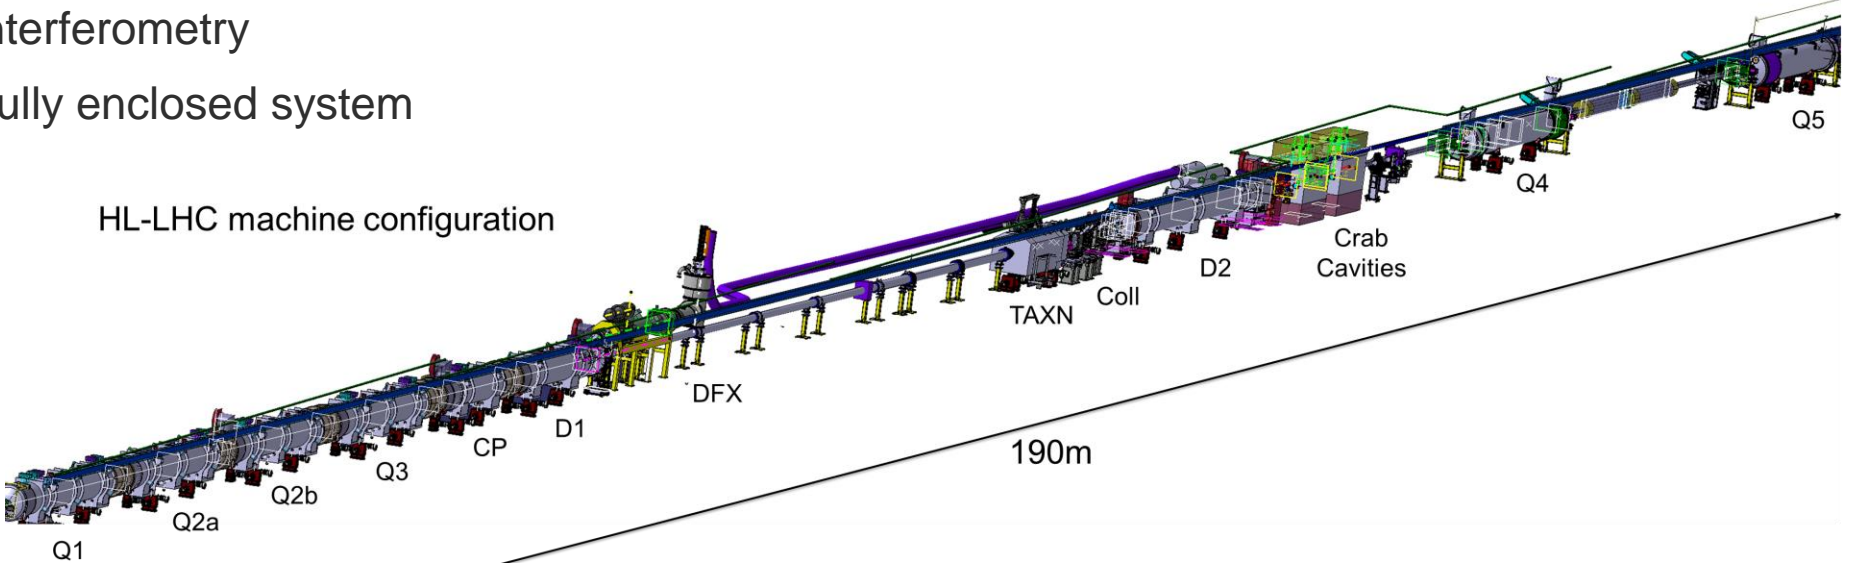 nterferometry
ully enclosed system
HL-LHC machine configuration
Q5
Q4
Crab
Cavities
D2
Coll
TAXN
190m
DFX
D1
CP
Q3
Q2b
Q2a
Q1